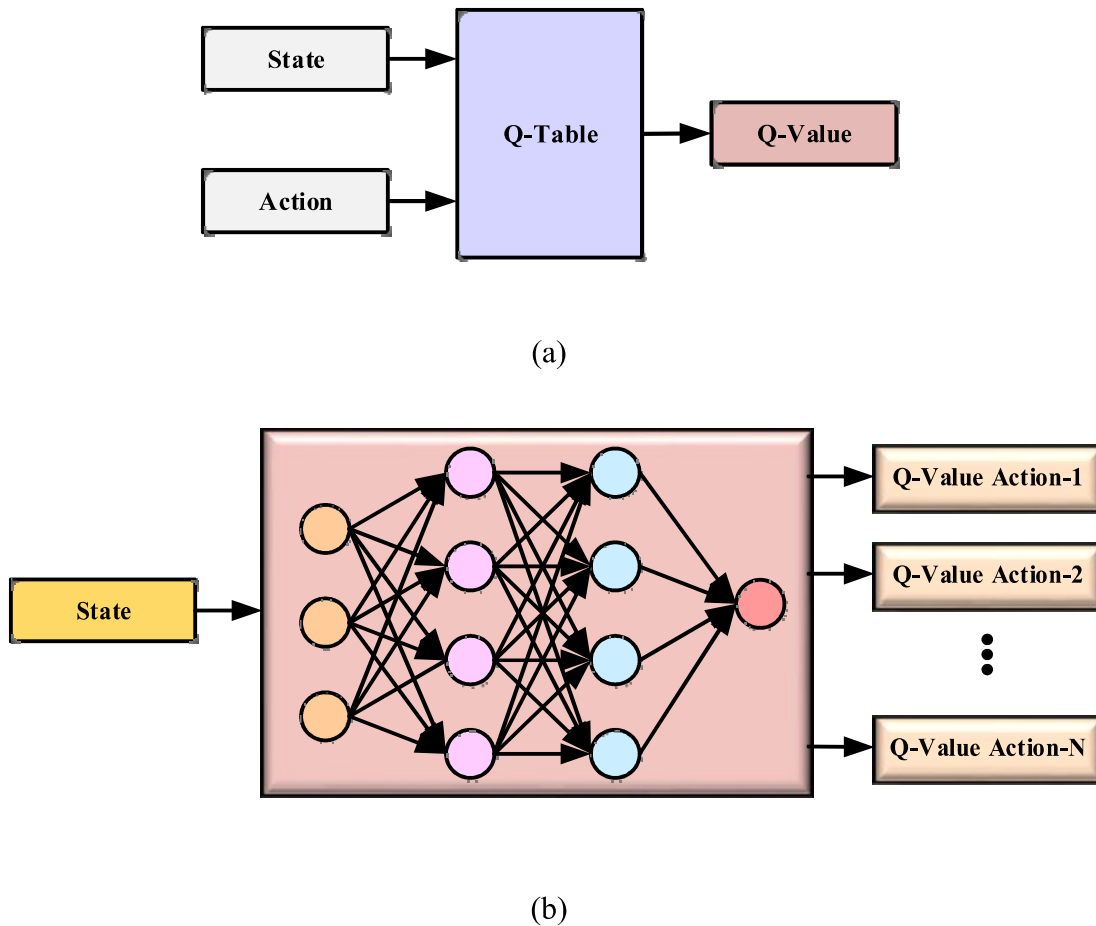 State
Action
Q-Table
Q-Value
(a)
State
Q-Value Action-1
Q-Value Action-2
Q-Value Action-N
(b)